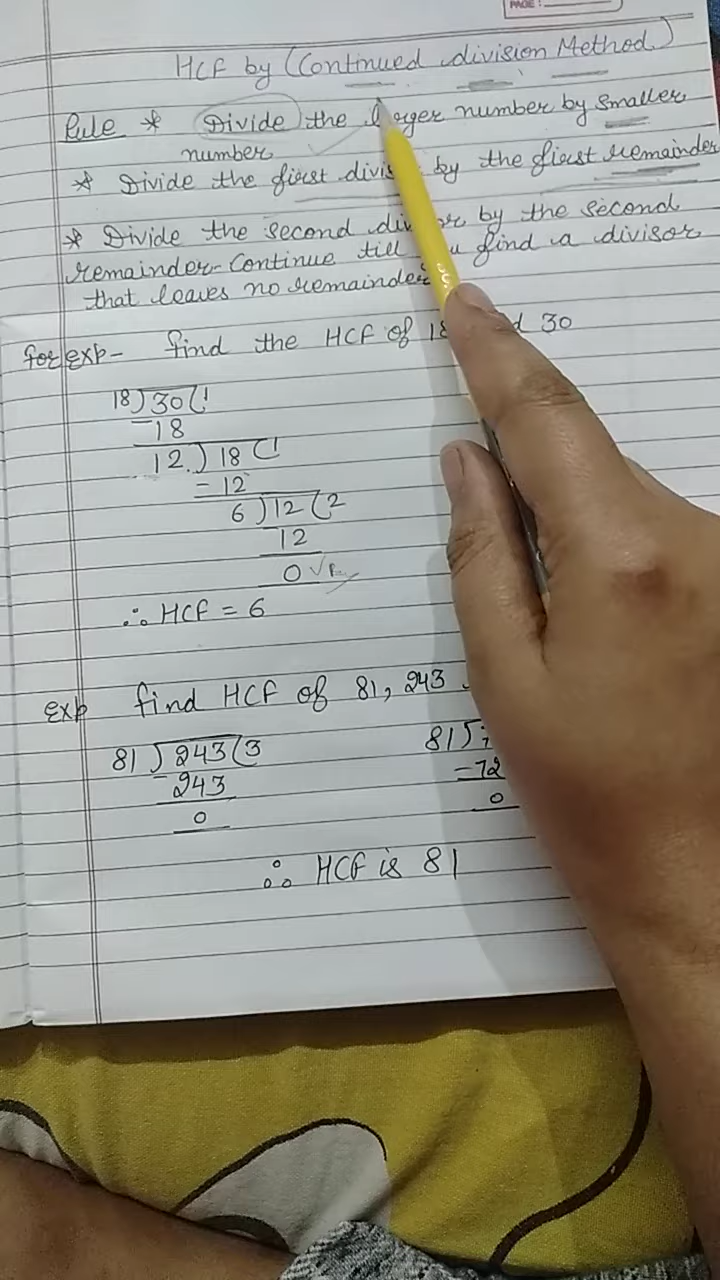 PAGE:
HCF by (Continued division Method)
Rule * Divide the larger number by smaller
number
* Divide the first by the first remainder
* Divide the second by the second
remainder. Continue till find a divisor
that leaves no remainder
for exp- find the HCF of 30
18) 30 (1
-18
12) 18 (1
- 12
6) 12 (2
12
0
∴ HCF = 6
Exp find HCF of 81, 243
81) 243 (3
243
0
81)
-72
0
∴ HCF is 81